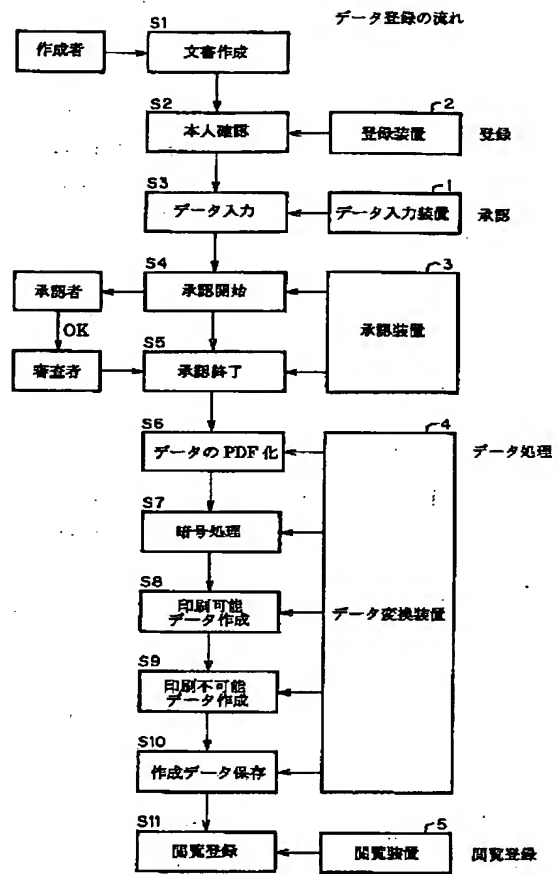 データ登録の流れ
S1
作成者
文書作成
S2
2
本人確認
登録装置
登録
S3
1
データ入力
データ入力装置
承認
S4
3
承認者
承認開始
承認装置
OK
S5
審査者
承認終了
S6
4
データのPDF化
データ処理
S7
暗号処理
S8
印刷可能
データ作成
データ変換装置
S9
印刷不可能
データ作成
S10
作成データ保存
S11
5
閲覧登録
閲覧装置
閲覧登録